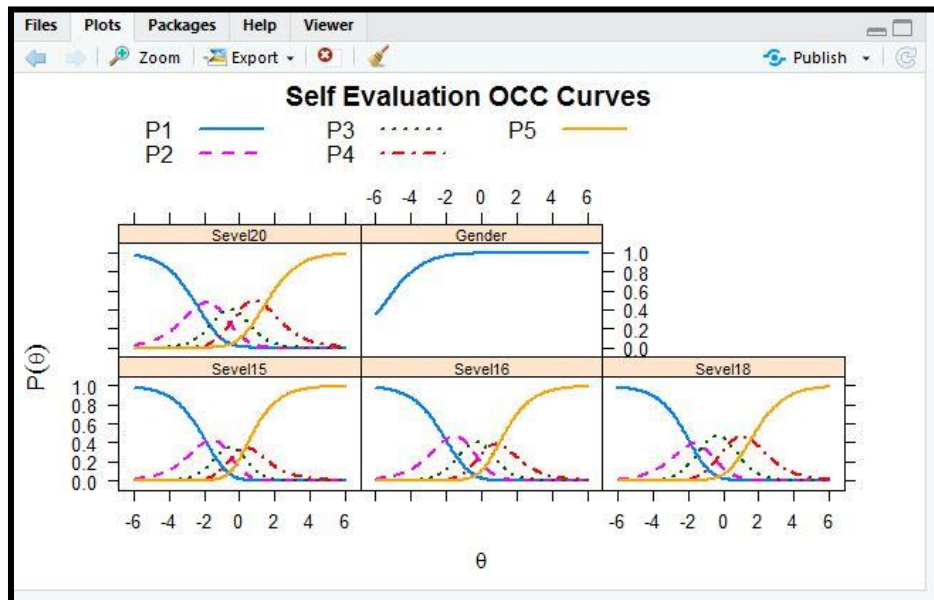 Files Plots Packages Help Viewer
Zoom Export Publish
Self Evaluation OCC Curves
P1 P3 P5
P2 P4
-6 -4 -2 0 2 4 6
Sevel20 Gender
1.0
0.8
0.6
0.4
0.2
0.0
P(θ)
Sevel15 Sevel16 Sevel18
1.0
0.8
0.6
0.4
0.2
0.0
-6 -4 -2 0 2 4 6 -6 -4 -2 0 2 4 6
θ